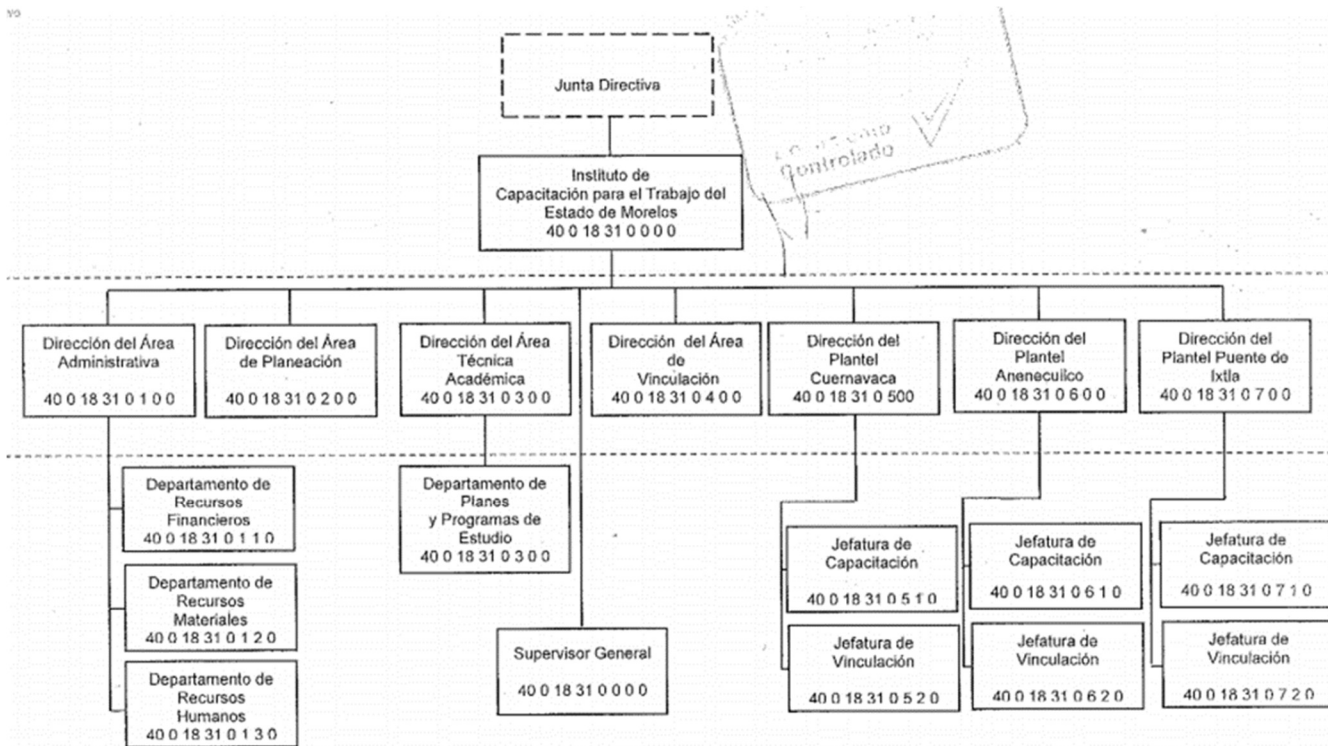 Junta Directiva
Controlado
Instituto de
Capacitación para el Trabajo del
Estado de Morelos
40 0 18 31 0 0 0 0
Dirección del Área
Administrativa
40 0 18 31 0 1 0 0
Dirección del Área
de Planeación
40 0 18 31 0 2 0 0
Dirección del Área
Técnica
Académica
40 0 18 31 0 3 0 0
Dirección del Área
de
Vinculación
40 0 18 31 0 4 0 0
Dirección del
Plantel
Cuernavaca
40 0 18 31 0 500
Dirección del
Plantel
Anenecuilco
40 0 18 31 0 6 0 0
Dirección del
Plantel Puente de
Ixtla
40 0 18 31 0 7 0 0
Departamento de
Recursos
Financieros
40 0 18 31 0 1 1 0
Departamento de
Recursos
Materiales
40 0 18 31 0 1 2 0
Departamento de
Recursos
Humanos
40 0 18 31 0 1 3 0
Departamento de
Planes
y Programas de
Estudio
40 0 18 31 0 3 0 0
Supervisor General
40 0 18 31 0 0 0 0
Jefatura de
Capacitación
40 0 18 31 0 5 1 0
Jefatura de
Vinculación
40 0 18 31 0 5 2 0
Jefatura de
Capacitación
40 0 18 31 0 6 1 0
Jefatura de
Vinculación
40 0 18 31 0 6 2 0
Jefatura de
Capacitación
40 0 18 31 0 7 1 0
Jefatura de
Vinculación
40 0 18 31 0 7 2 0